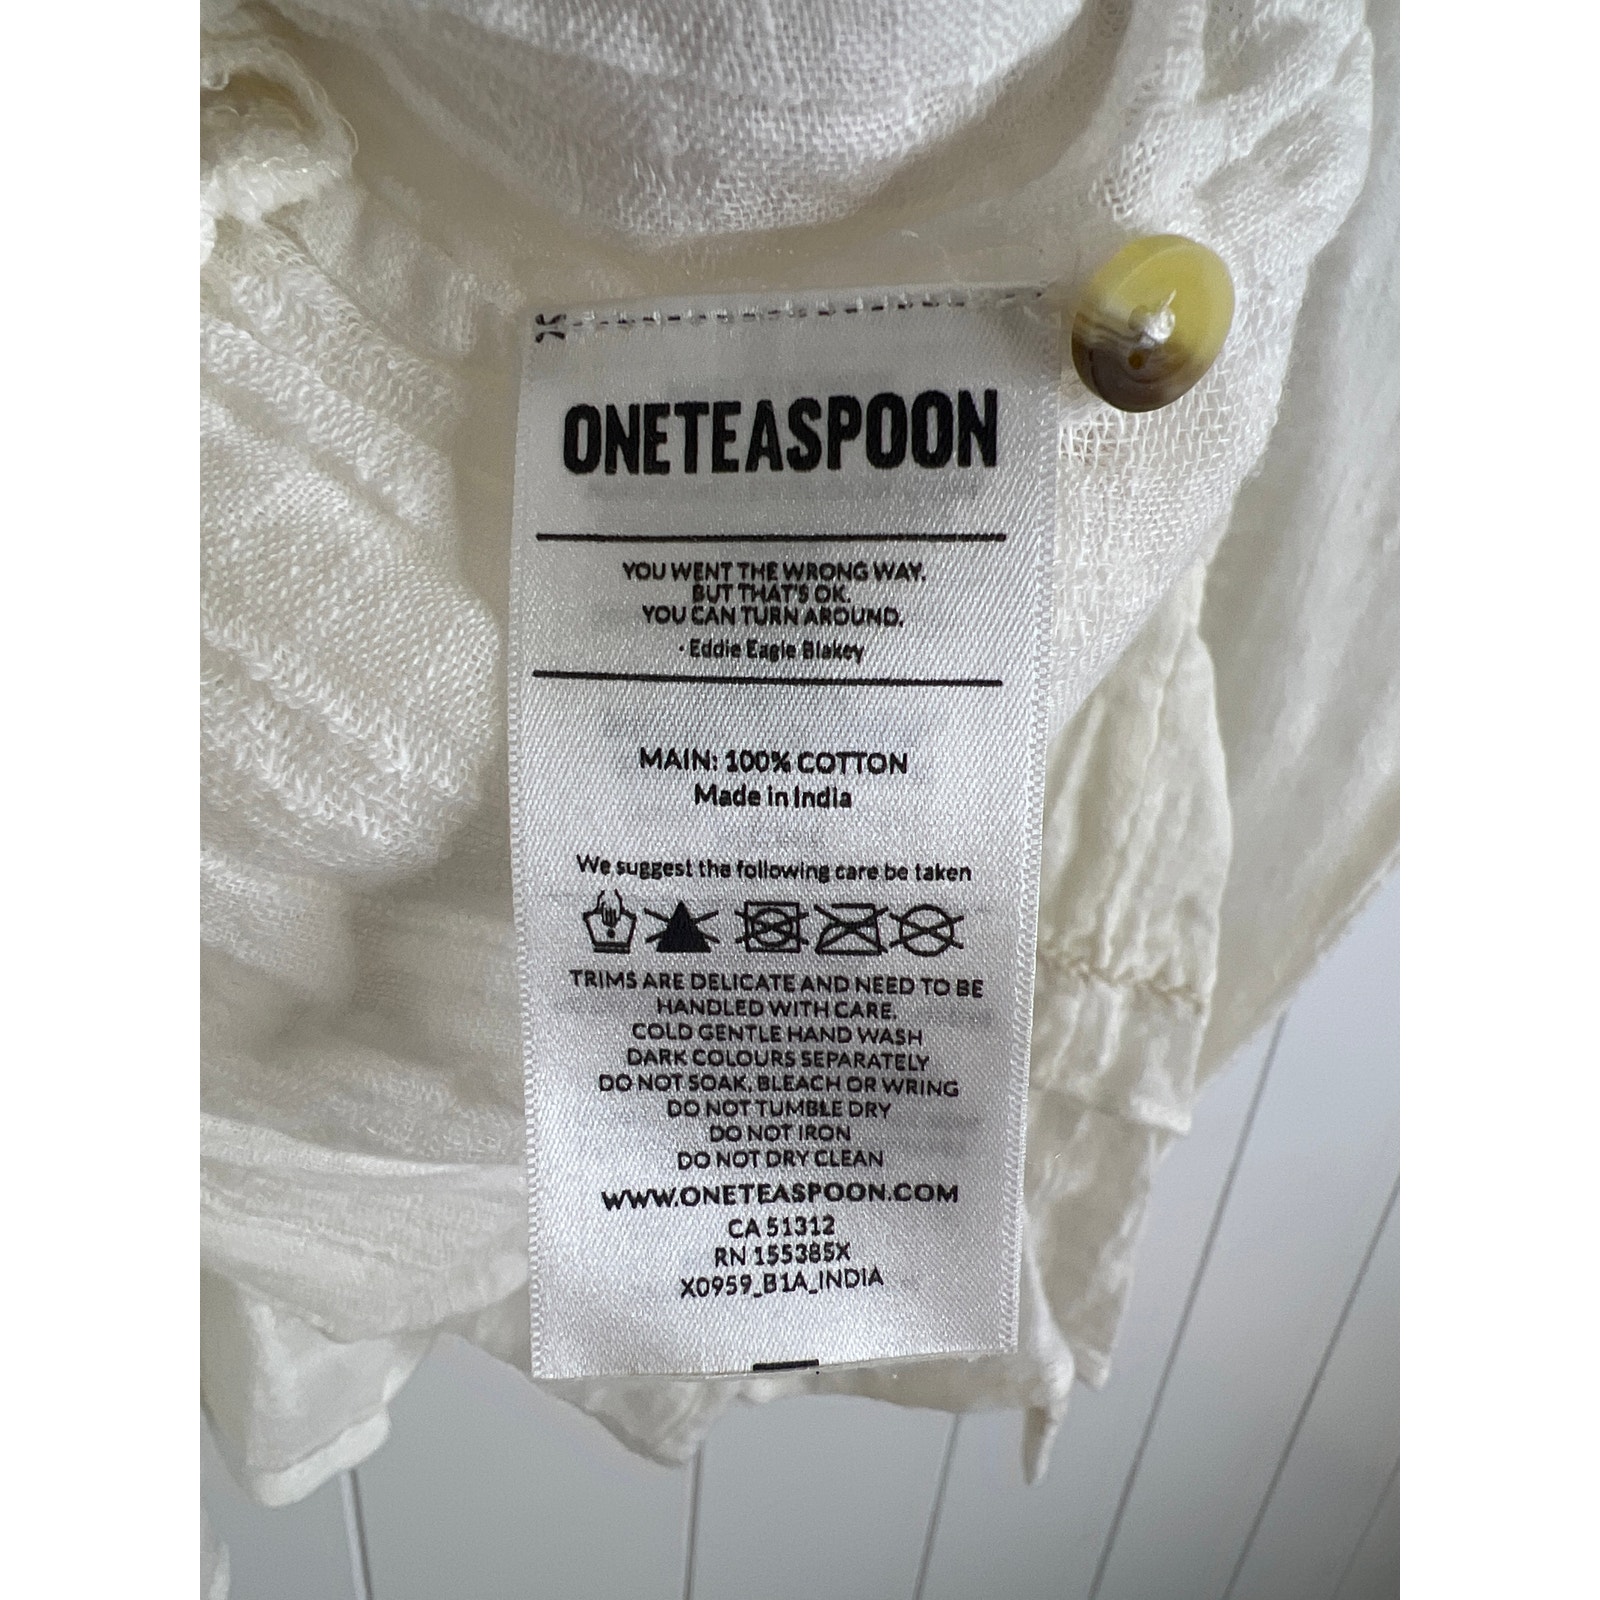 ONETEASPOON
YOU WENT THE WRONG WAY.
BUT THAT'S OK.
YOU CAN TURN AROUND.
- Eddie Eagle Blakey
MAIN: 100% COTTON
Made in India
We suggest the following care be taken
TRIMS ARE DELICATE AND NEED TO BE
HANDLED WITH CARE.
COLD GENTLE HAND WASH
DARK COLOURS SEPARATELY
DO NOT SOAK, BLEACH OR WRING
DO NOT TUMBLE DRY
DO NOT IRON
DO NOT DRY CLEAN
WWW.ONETEASPOON.COM
CA 51312
RN 155385X
X0959_B1A_INDIA